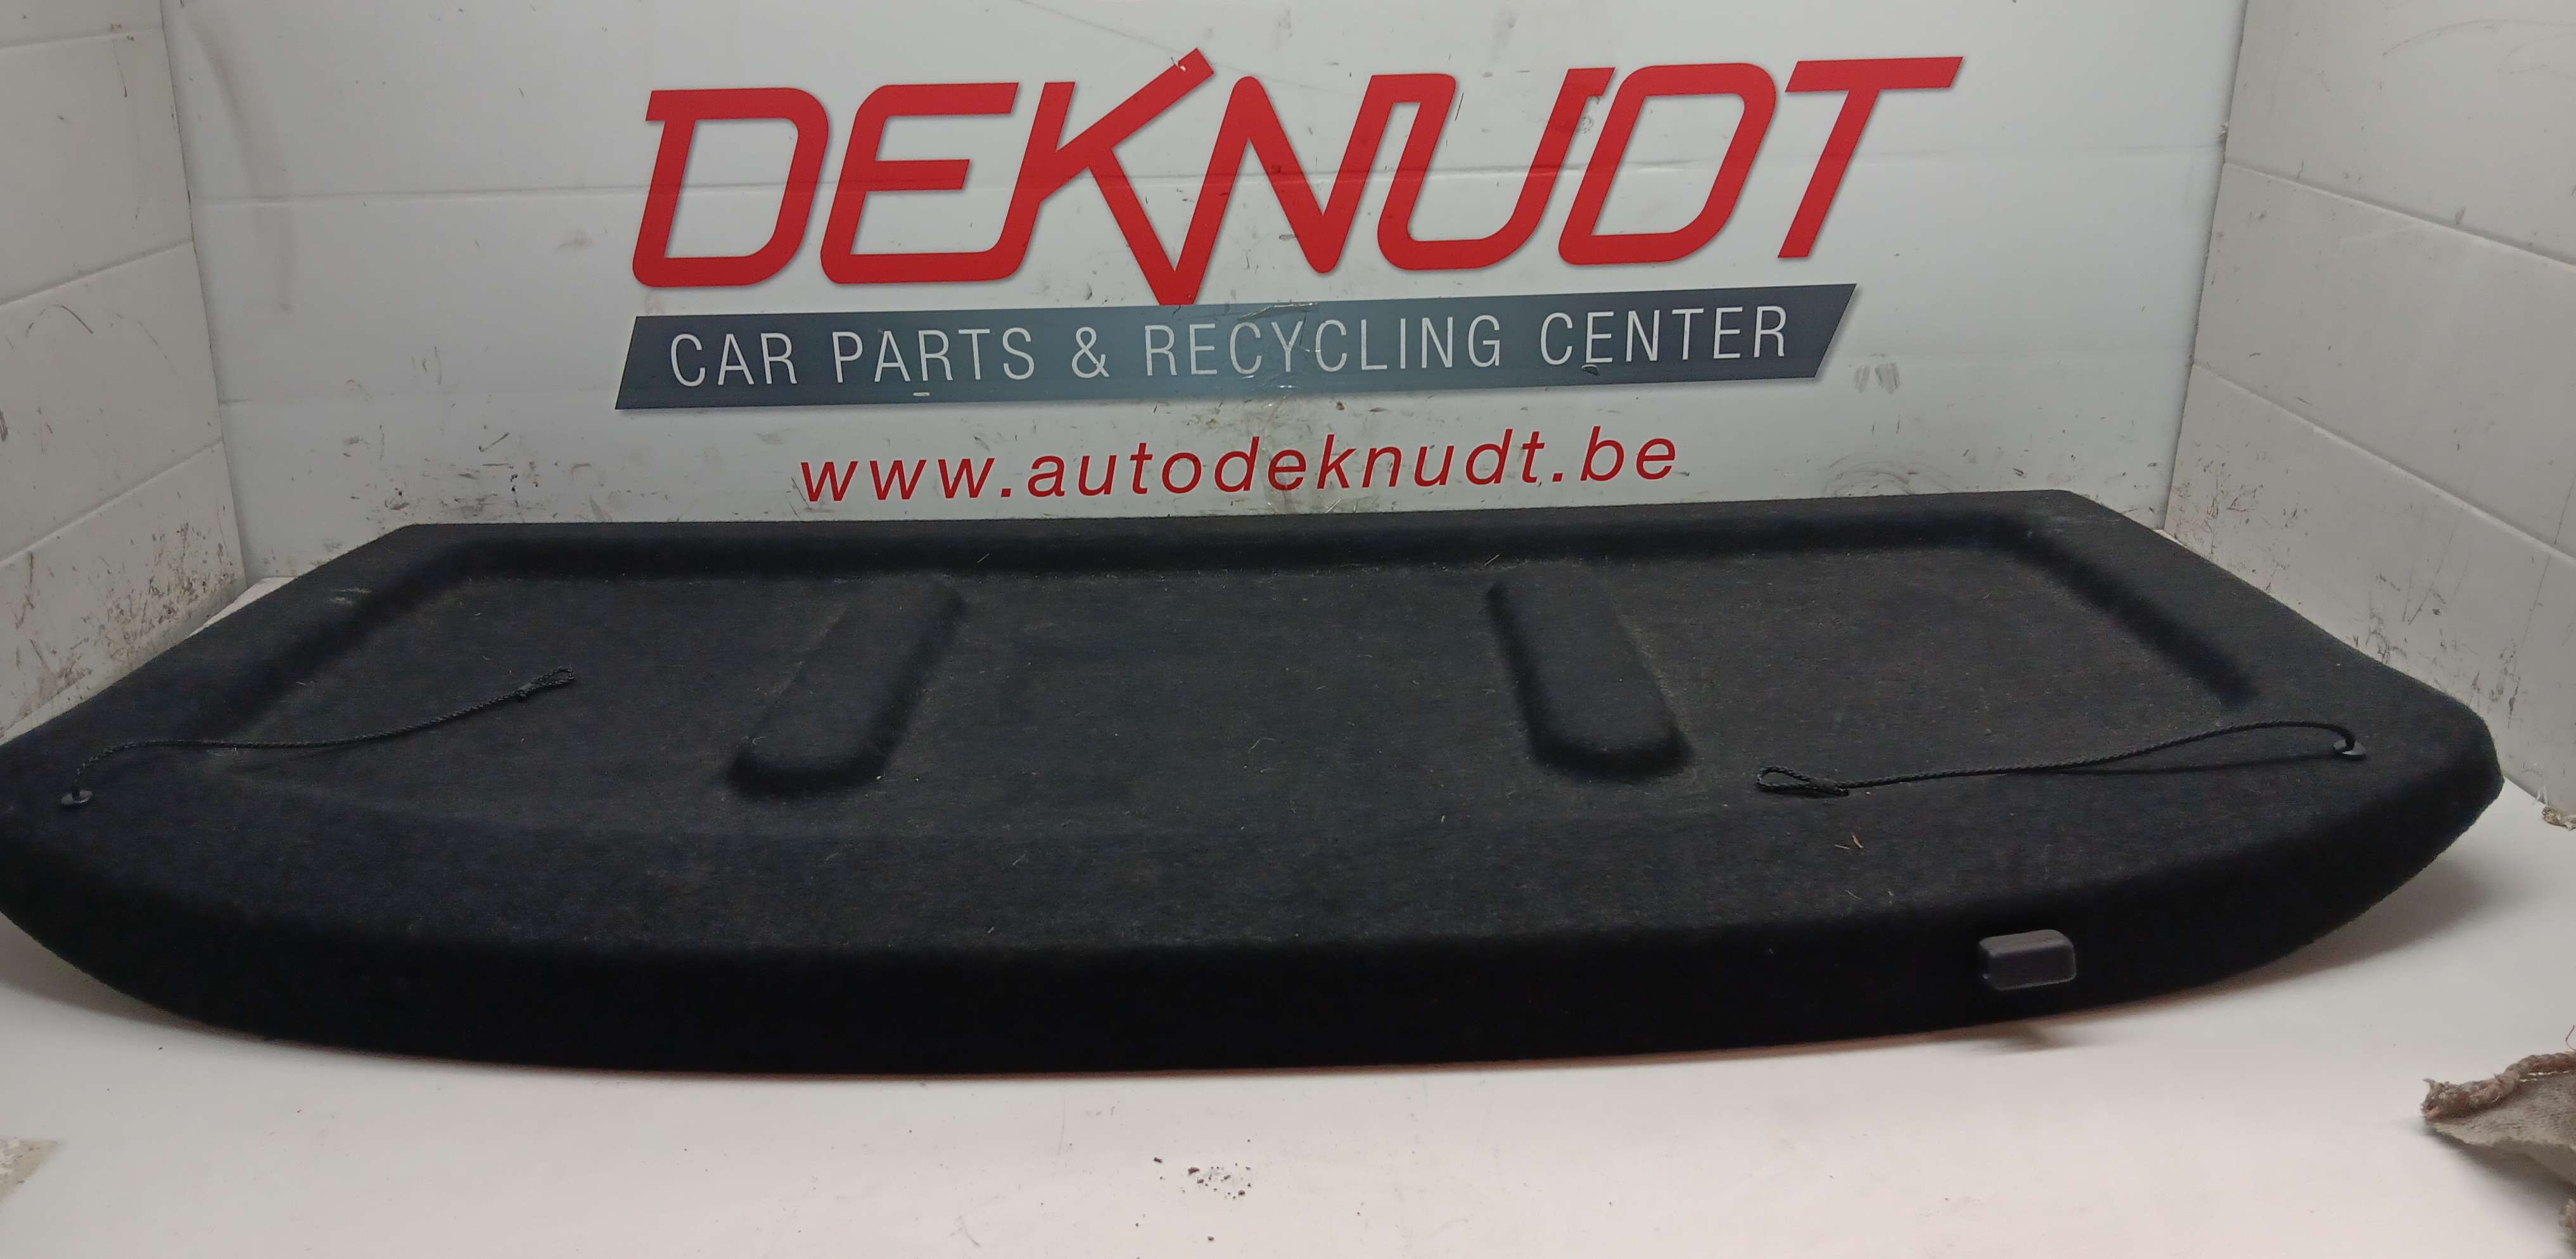 DEKNUDT
CAR PARTS & RECYCLING CENTER
www.autodeknudt.be